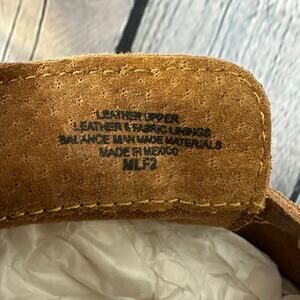 LEATHER UPPER
LEATHER & FABRIC LININGS
BALANCE MAN MADE MATERIALS
MADE IN MEXICO
MLF2